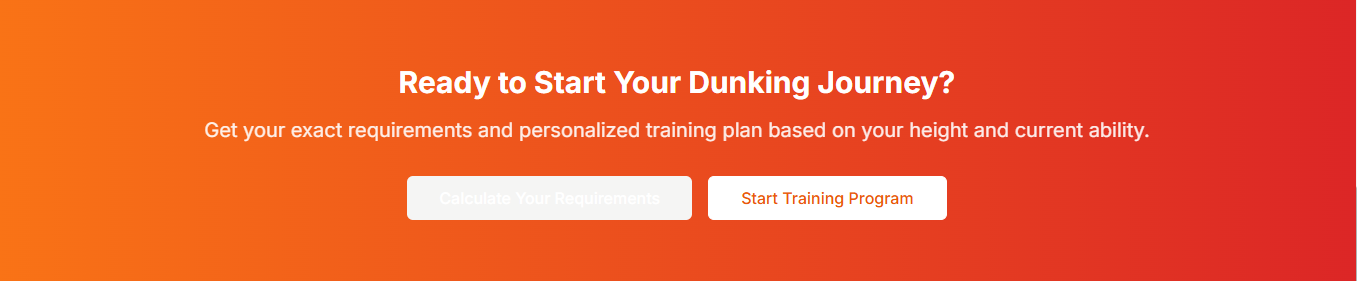 Ready to Start Your Dunking Journey?
Get your exact requirements and personalized training plan based on your height and current ability.
Calculate Your Requirements
Start Training Program